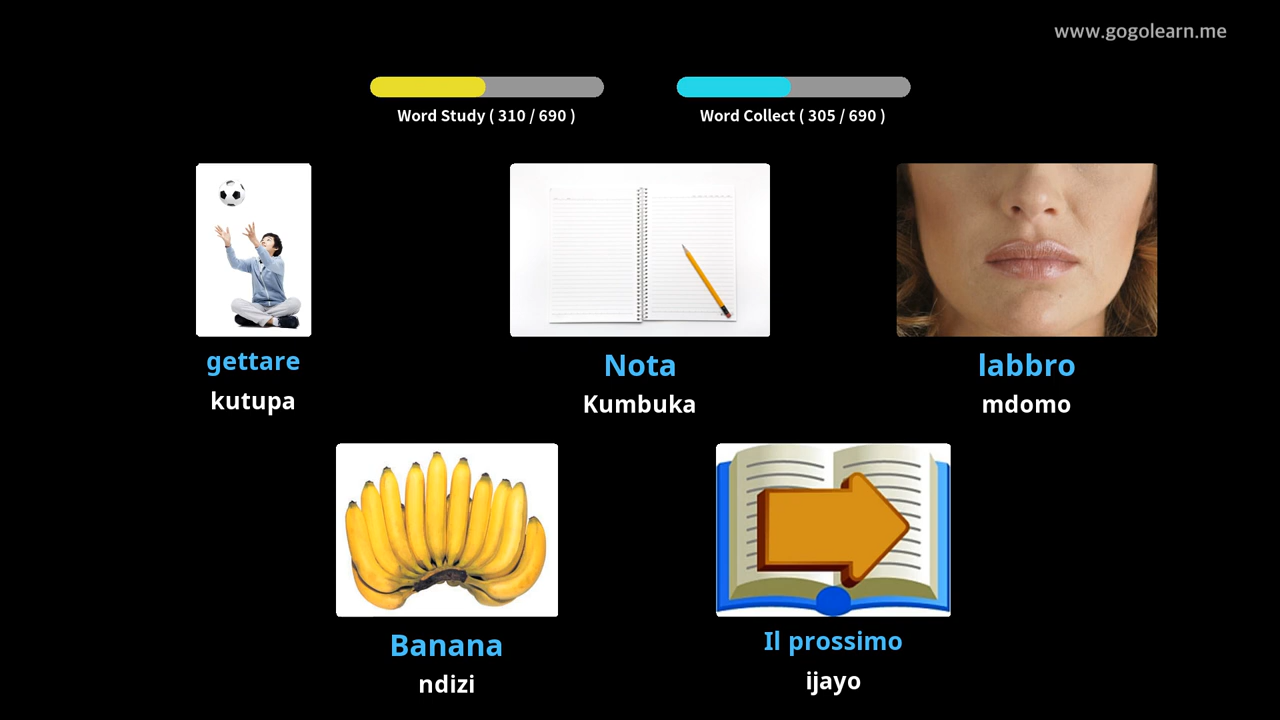 www.gogolearn.me
Word Study ( 310 / 690 )
Word Collect ( 305 / 690 )
gettare
kutupa
Nota
Kumbuka
labbro
mdomo
Banana
ndizi
Il prossimo
ijayo